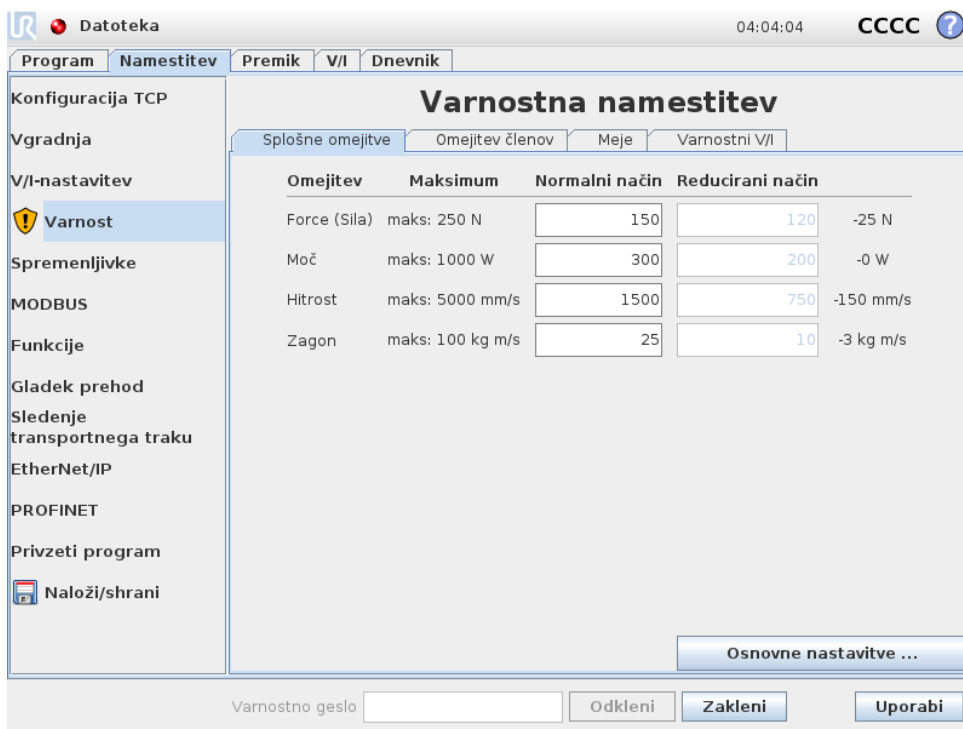 UR Datoteka 04:04:04 CCCC ?
Program Namestitev Premik V/I Dnevnik
Konfiguracija TCP
Vgradnja
V/I-nastavitev
Varnost
Spremenljivke
MODBUS
Funkcije
Gladek prehod
Sledenje
transportnega traku
EtherNet/IP
PROFINET
Privzeti program
Naloži/shrani
Varnostna namestitev
Splošne omejitve Omejitev členov Meje Varnostni V/I
Omejitev Maksimum Normalni način Reducirani način
Force (Sila) maks: 250 N 150 120 -25 N
Moč maks: 1000 W 300 200 -0 W
Hitrost maks: 5000 mm/s 1500 750 -150 mm/s
Zagon maks: 100 kg m/s 25 10 -3 kg m/s
Osnovne nastavitve ...
Varnostno geslo Odkleni Zakleni Uporabi